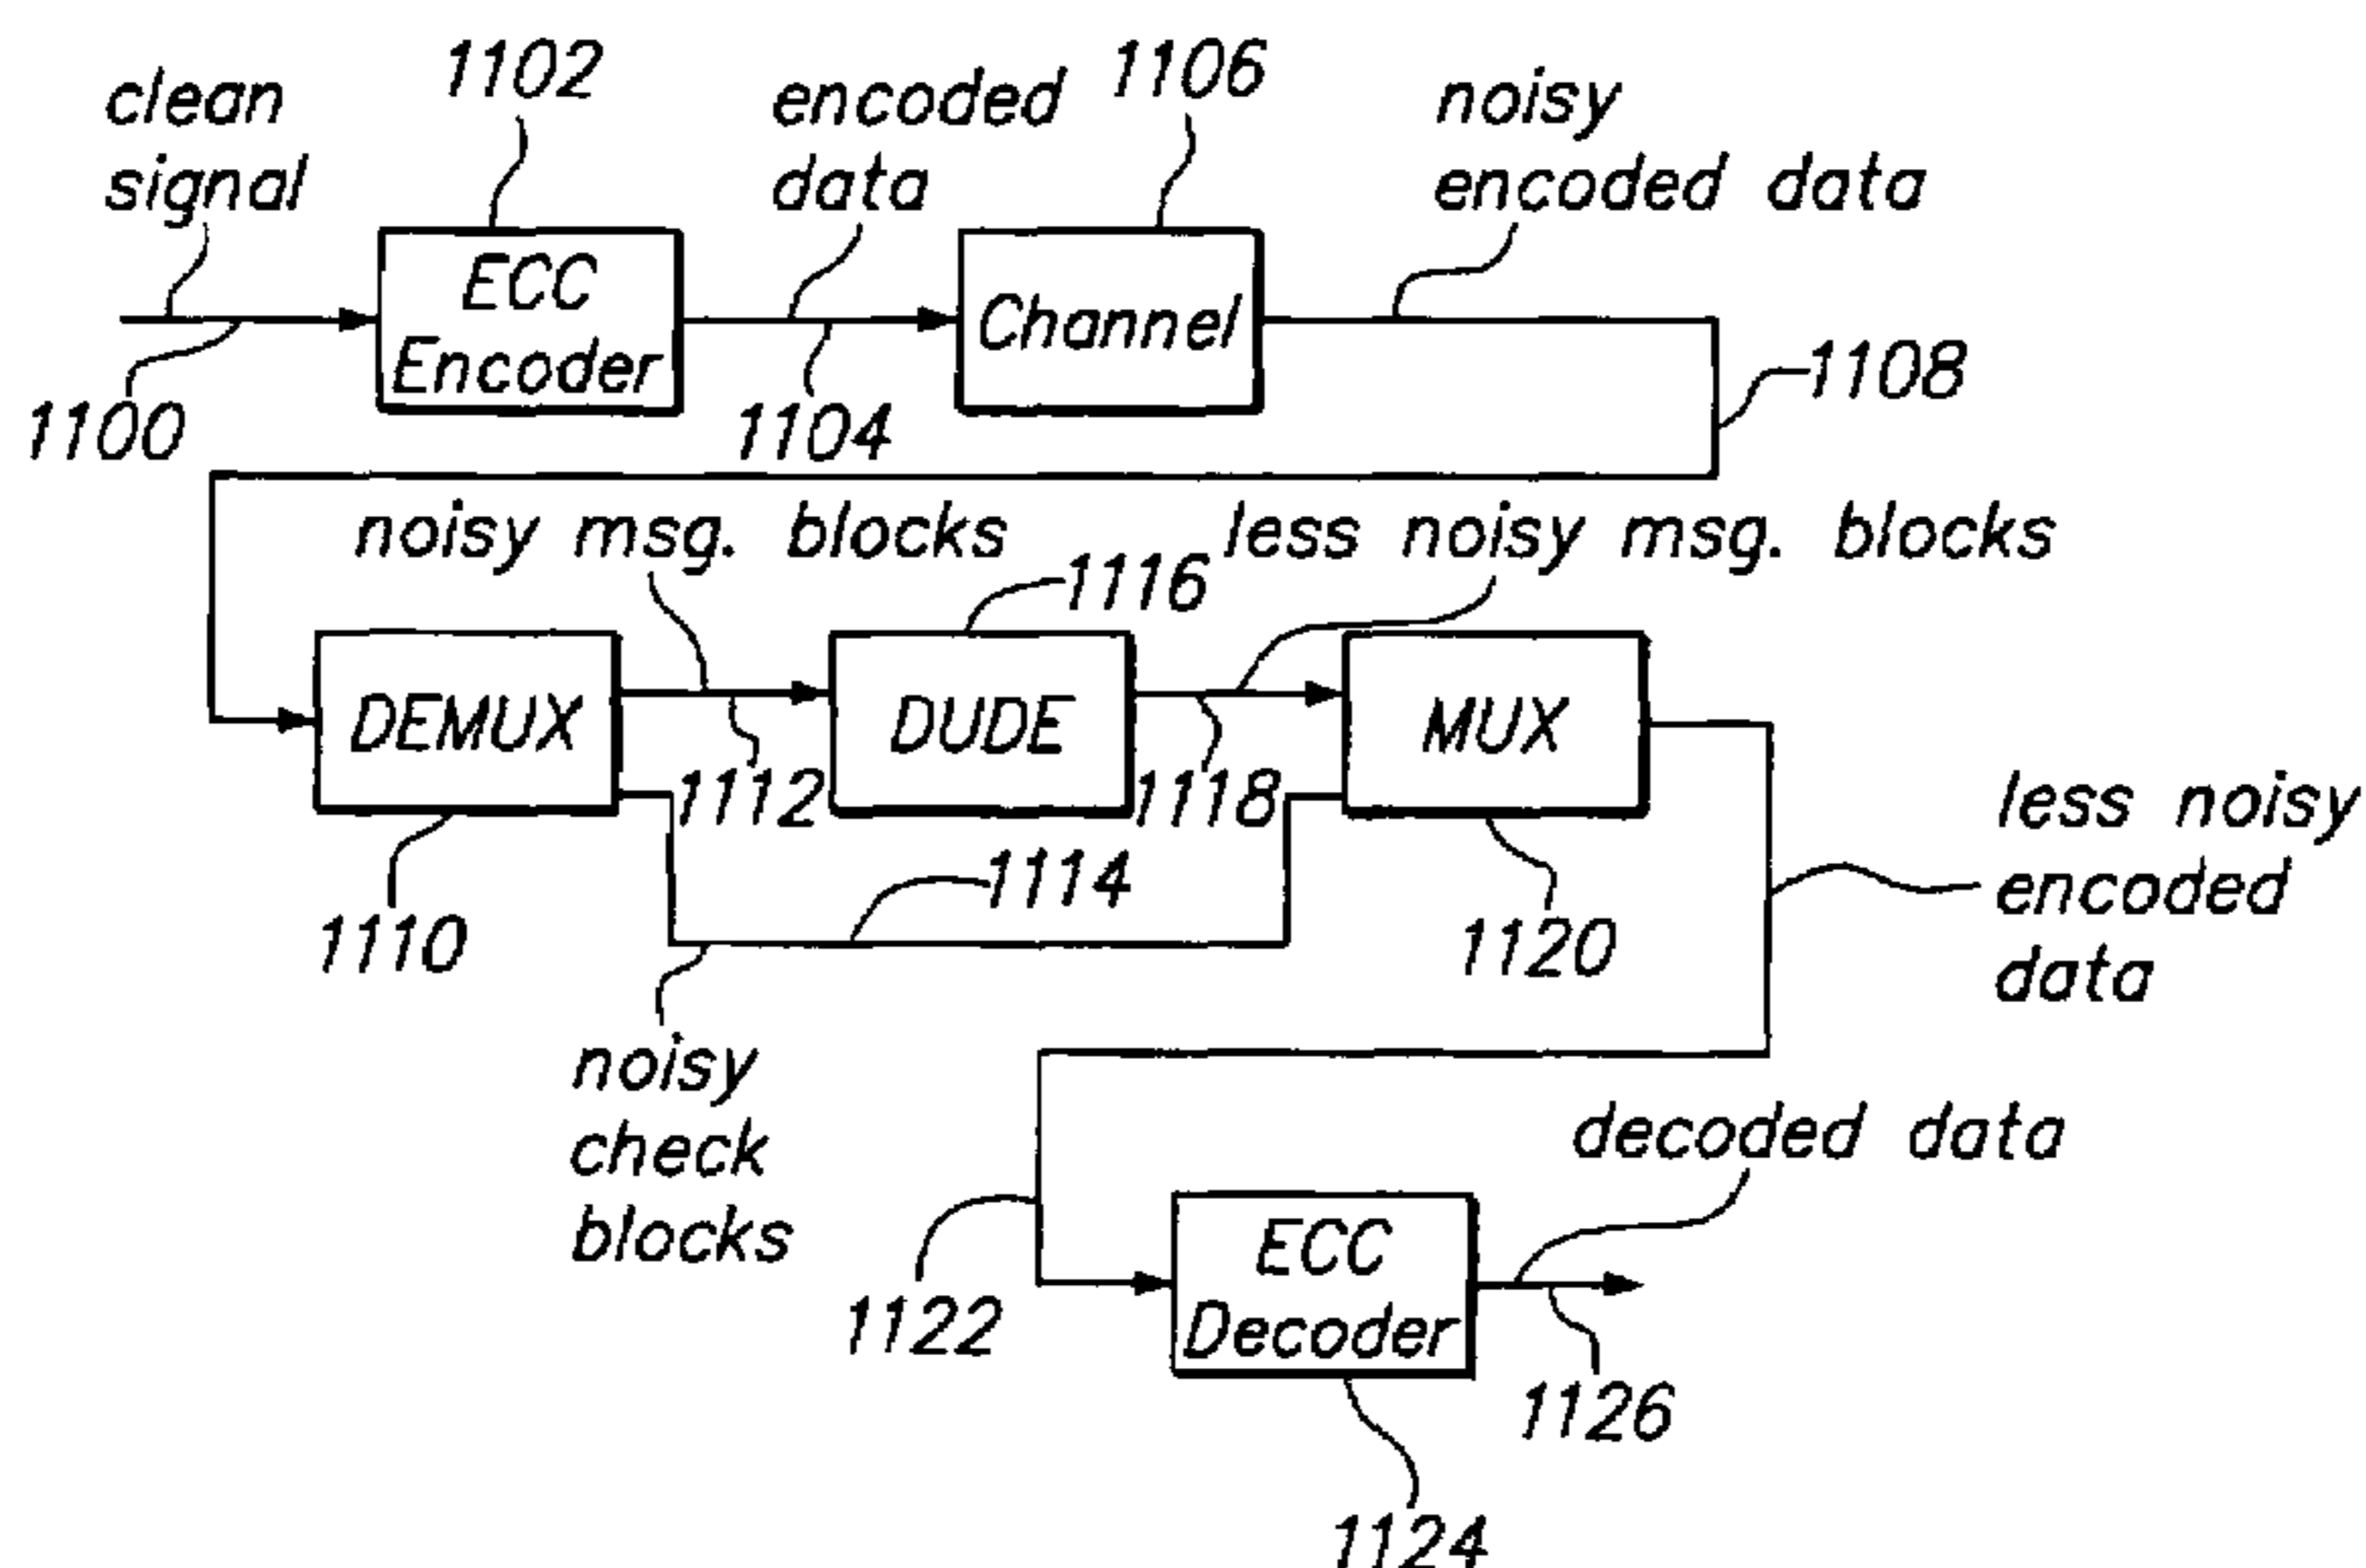 clean
signal
1102
encoded
data
1106
noisy
encoded data
ECC
Encoder
Channel
1100
1104
1108
noisy msg. blocks
less noisy msg. blocks
1116
DEMUX
DUDE
MUX
1112
1118
less noisy
encoded
data
1114
1110
1120
noisy
check
blocks
decoded data
ECC
Decoder
1122
1126
1124